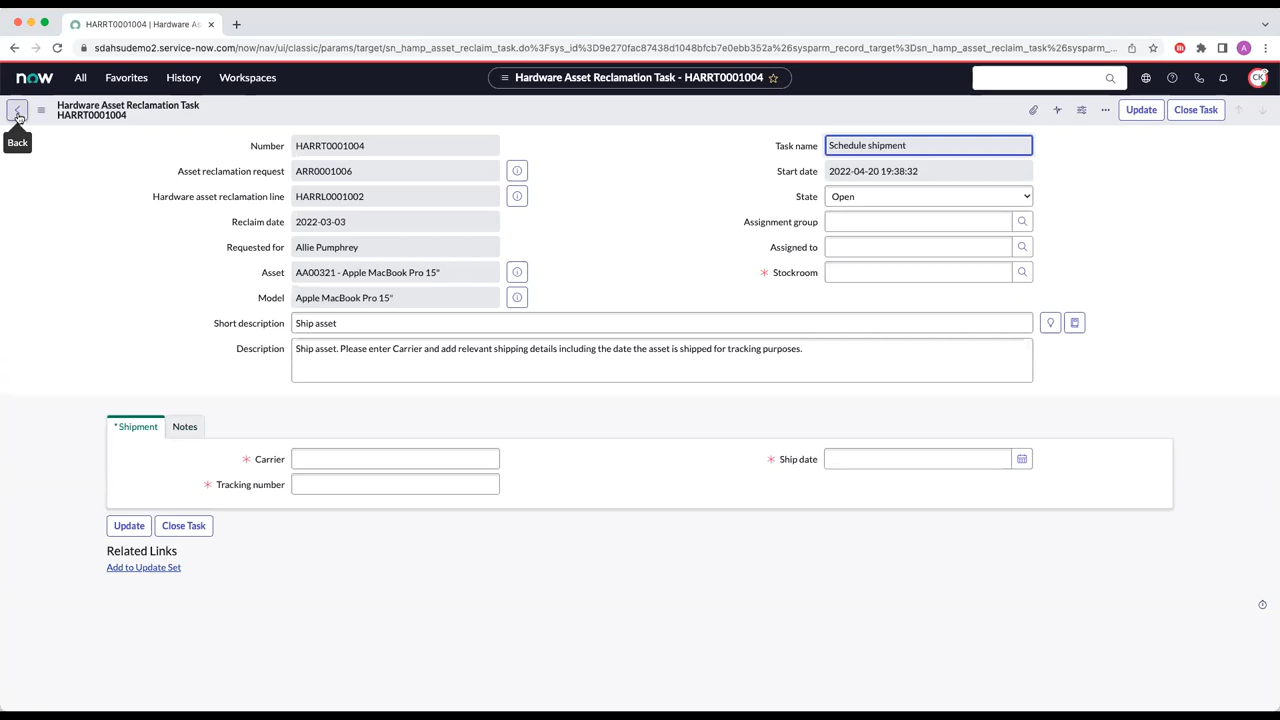 HARRT0001004 | Hardware As
sdahsudemo2.service-now.com/now/nav/ui/classic/params/target/sn_hamp_asset_reclaim_task.do%3Fsys_id%3D9e270fac87438d1048bfcb7e0ebb352a%26sysparm_record_target%3Dsn_hamp_asset_reclaim_task%26sysparm_...
A
now
All
Favorites
History
Workspaces
Hardware Asset Reclamation Task - HARRT0001004
CK
Hardware Asset Reclamation Task
HARRT0001004
Update
Close Task
Back
Number
HARRT0001004
Task name
Schedule shipment
Asset reclamation request
ARR0001006
Start date
2022-04-20 19:38:32
Hardware asset reclamation line
HARRL0001002
State
Open
Reclaim date
2022-03-03
Assignment group
Requested for
Allie Pumphrey
Assigned to
Asset
AA00321 - Apple MacBook Pro 15"
Stockroom
Model
Apple MacBook Pro 15"
Short description
Ship asset
Description
Ship asset. Please enter Carrier and add relevant shipping details including the date the asset is shipped for tracking purposes.
*Shipment
Notes
Carrier
Ship date
Tracking number
Update
Close Task
Related Links
Add to Update Set